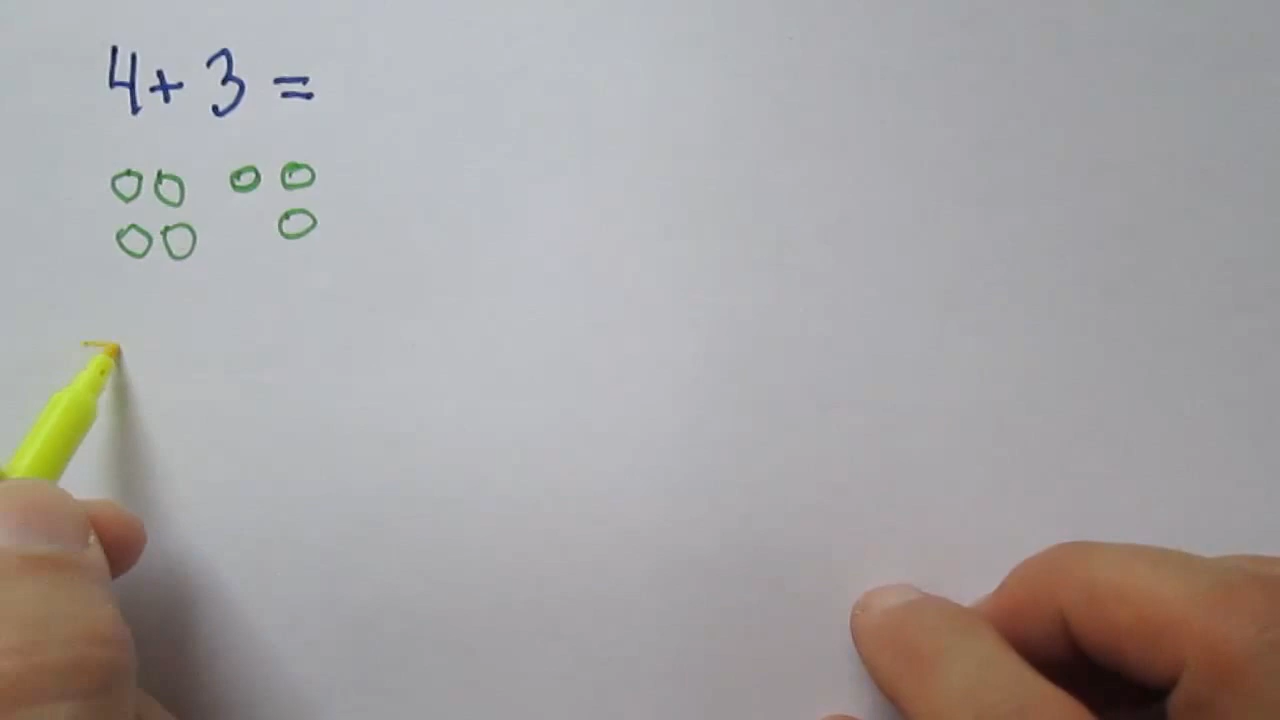 4 + 3 =